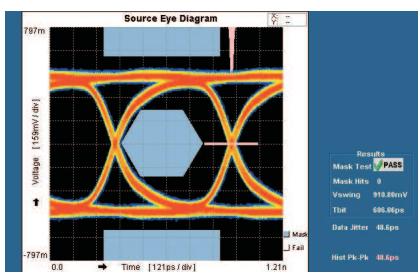 Source Eye Diagram
X: --
Y: --
797m
Voltage [159mV / div]
-797m
0.0
Time [121ps / div]
1.21n
Mask
Fail
Results
Mask Test PASS
Mask Hits 0
Vswing 910.80mV
Tbit 606.06ps
Data Jitter 48.6ps
Hist Pk-Pk 48.6ps